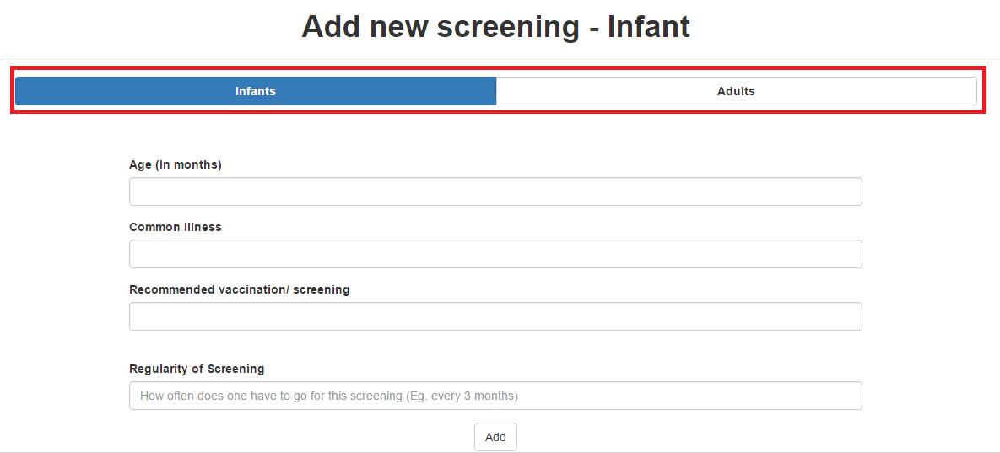 Add new screening - Infant
Infants
Adults
Age (in months)
Common Illness
Recommended vaccination/ screening
Regularity of Screening
How often does one have to go for this screening (Eg. every 3 months)
Add